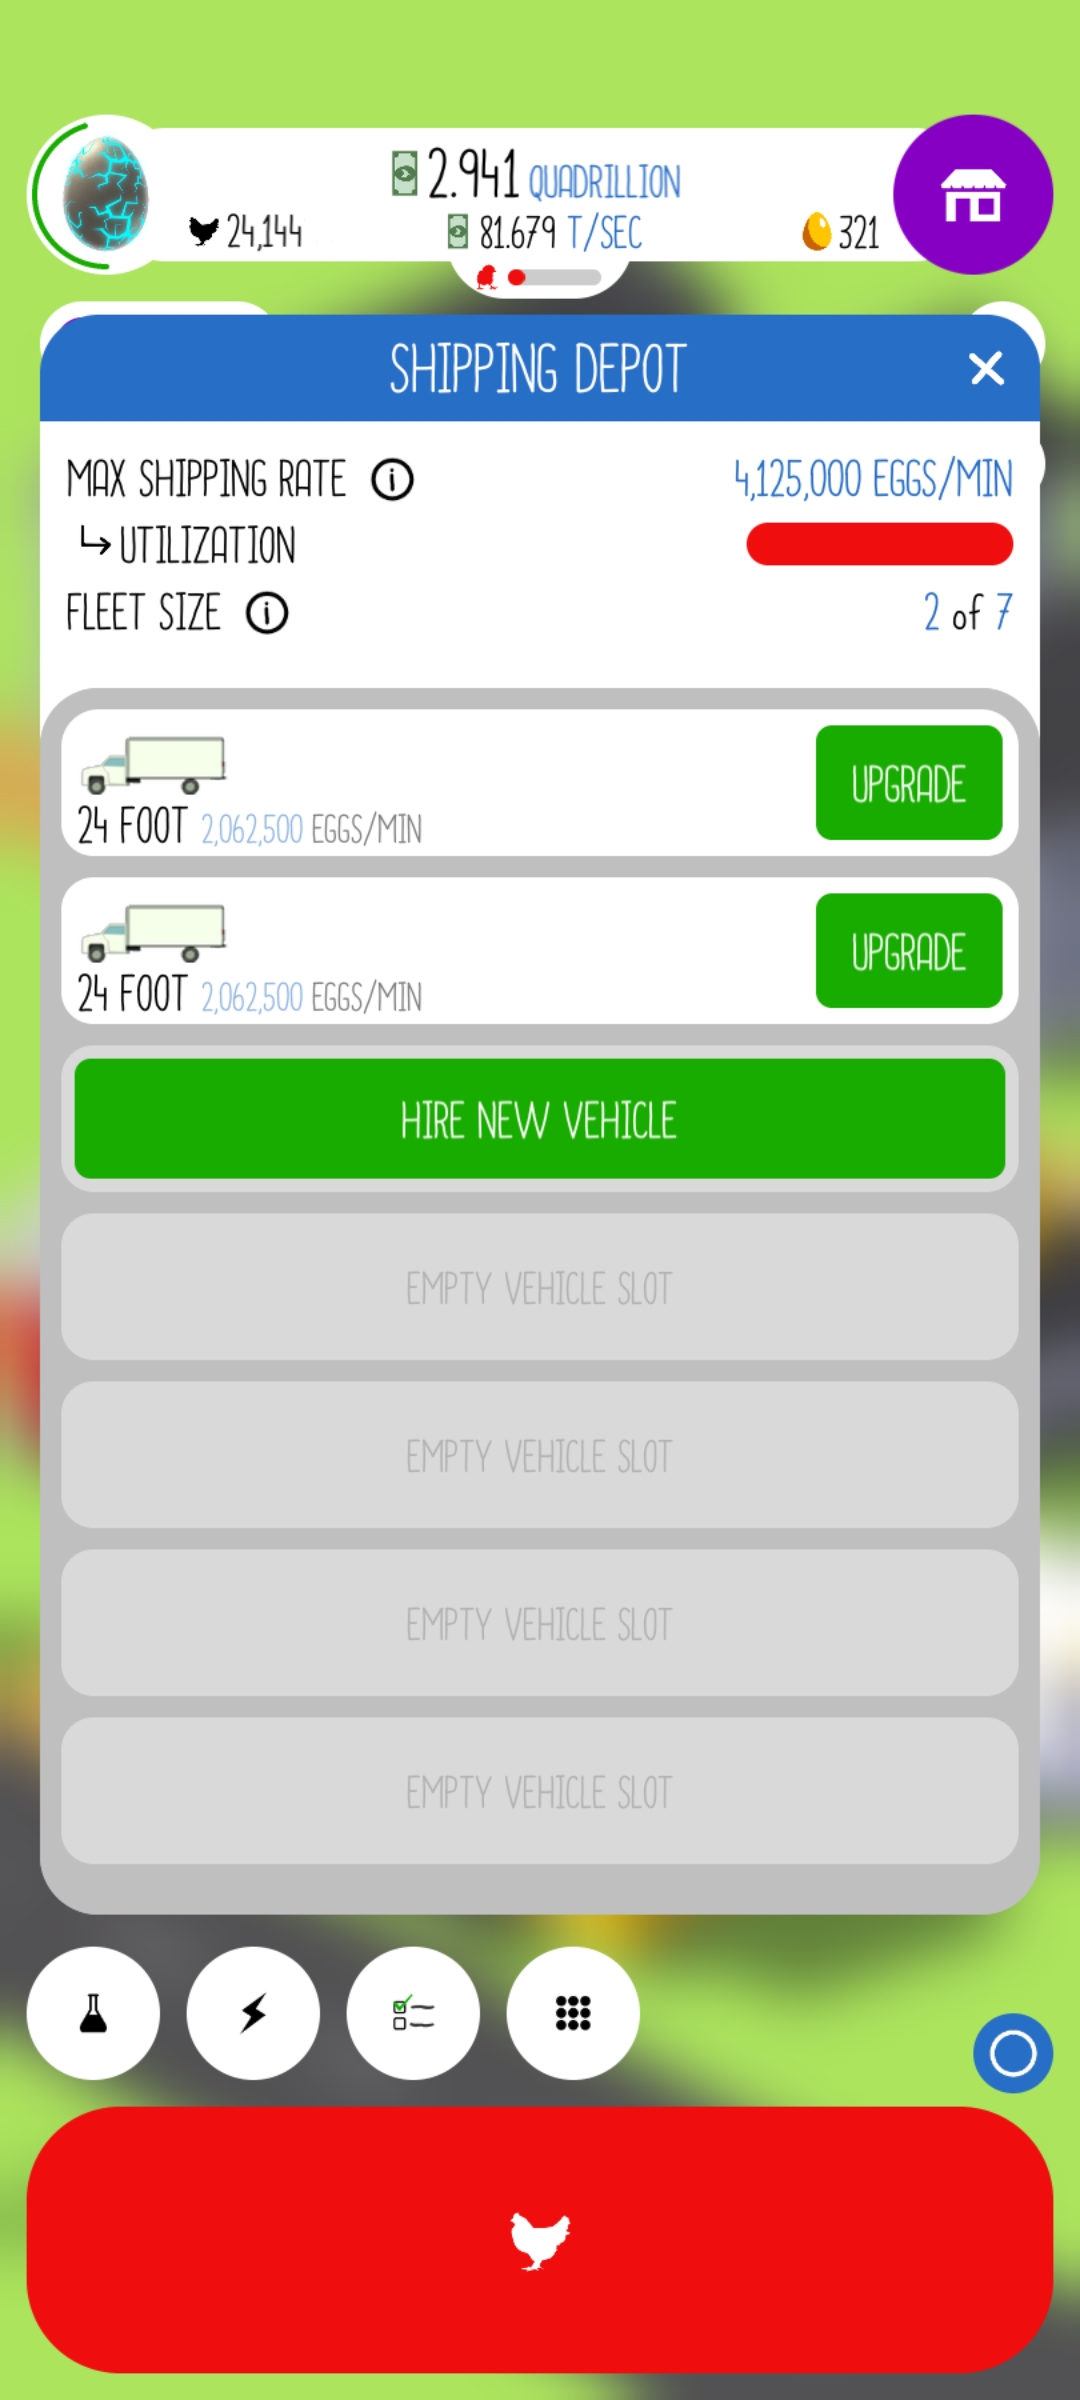 2.941 QUADRILLION
24,144 81.679 T/SEC 321
SHIPPING DEPOT
MAX SHIPPING RATE 4,125,000 EGGS/MIN
UTILIZATION
FLEET SIZE 2 of 7
24 FOOT 2,062,500 EGGS/MIN
UPGRADE
24 FOOT 2,062,500 EGGS/MIN
UPGRADE
HIRE NEW VEHICLE
EMPTY VEHICLE SLOT
EMPTY VEHICLE SLOT
EMPTY VEHICLE SLOT
EMPTY VEHICLE SLOT